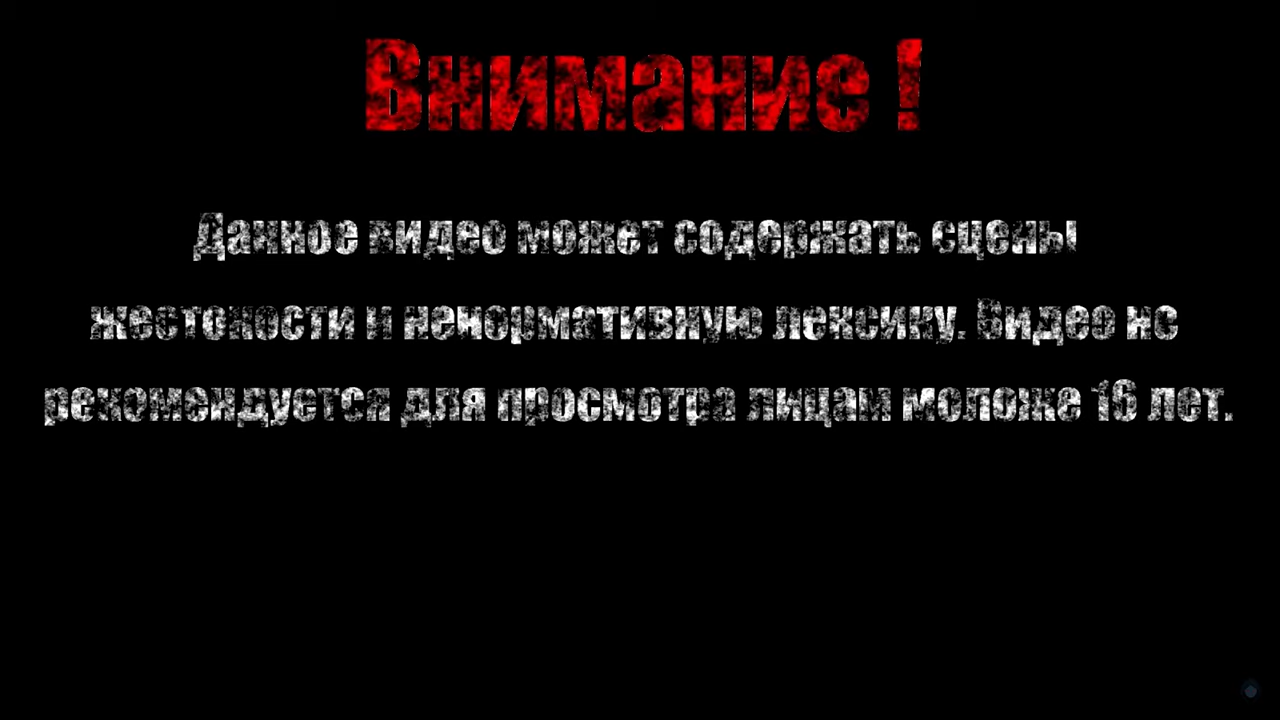 Внимание !
Данное видео может содержать сцены
жестокости и ненормативную лексику. Видео не
рекомендуется для просмотра лицам моложе 16 лет.